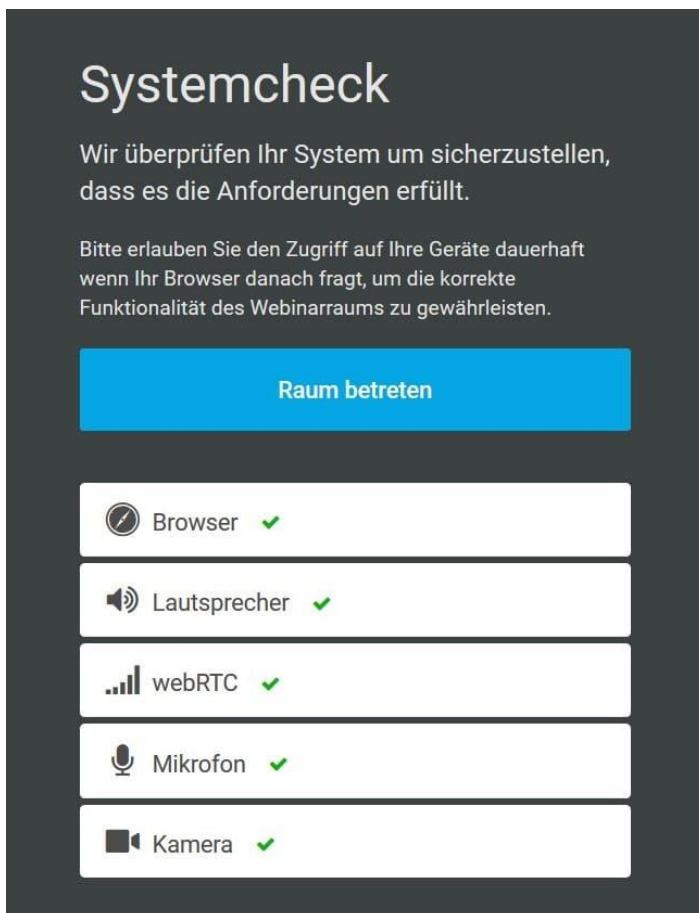 Systemcheck
Wir überprüfen Ihr System um sicherzustellen,
dass es die Anforderungen erfüllt.
Bitte erlauben Sie den Zugriff auf Ihre Geräte dauerhaft
wenn Ihr Browser danach fragt, um die korrekte
Funktionalität des Webinarraums zu gewährleisten.
Raum betreten
Browser
Lautsprecher
webRTC
Mikrofon
Kamera